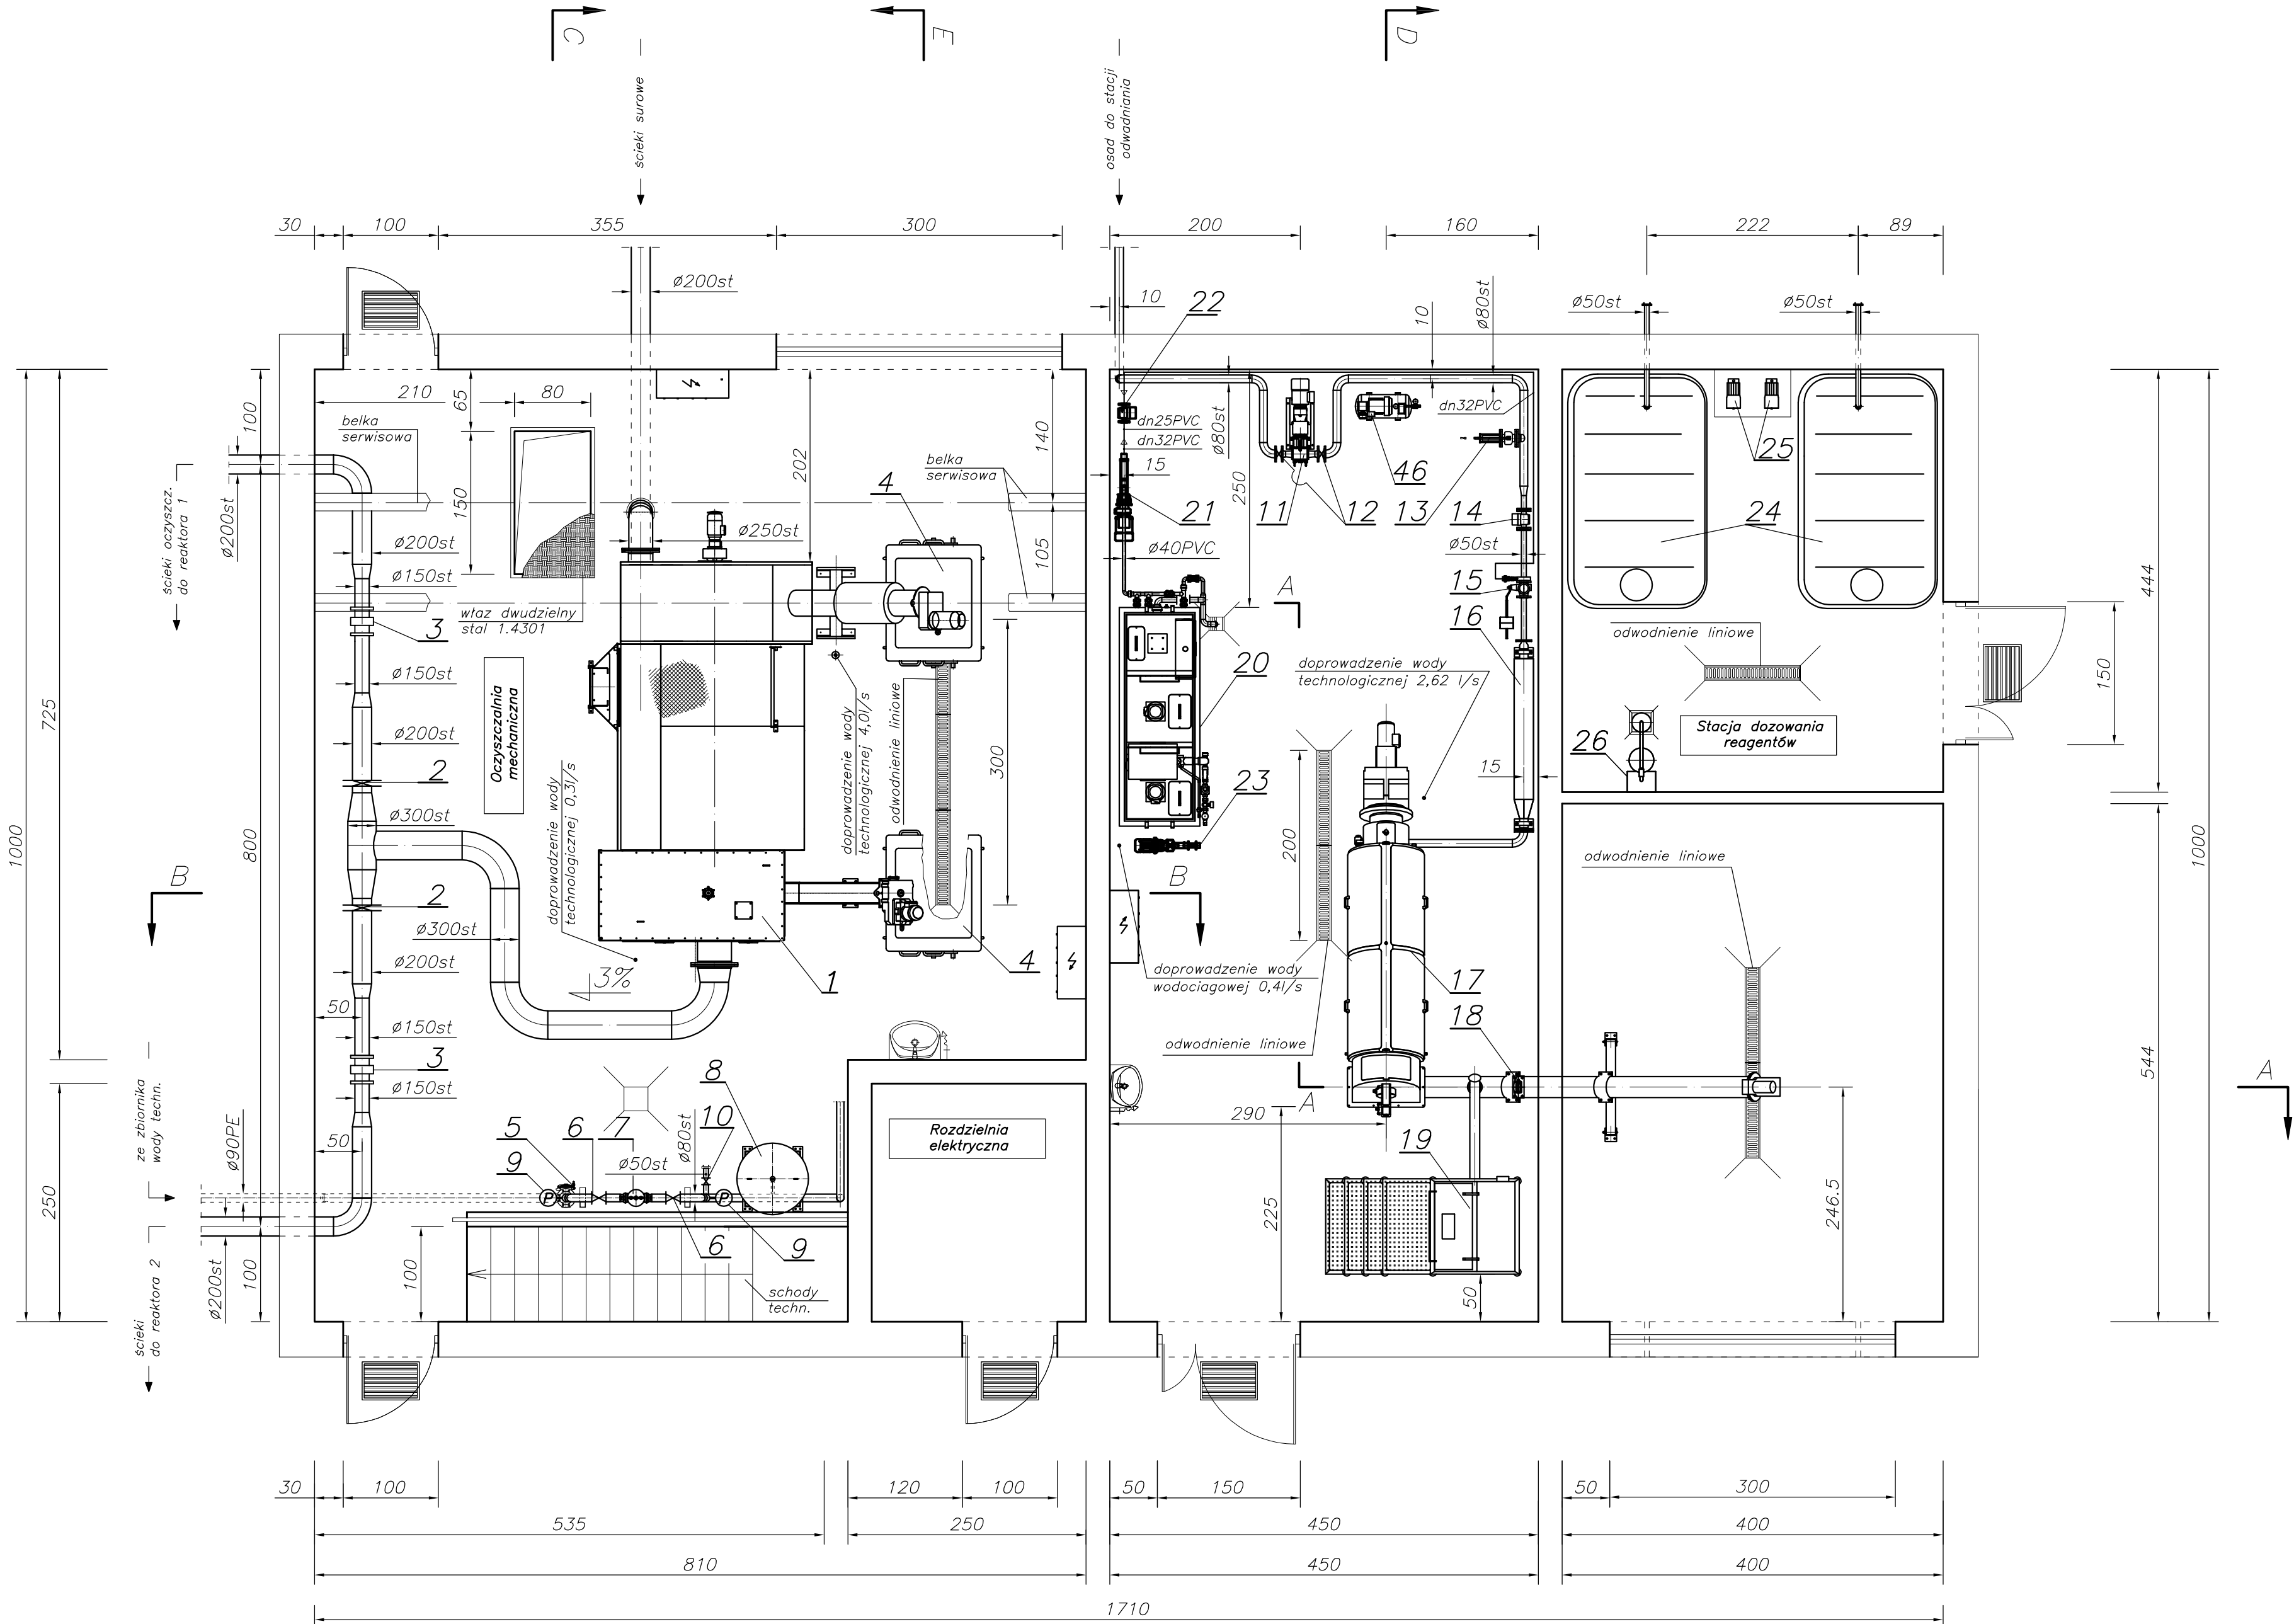 C
E
D
ścieki surowe
osad do stacji
odwadniania
30
100
355
300
200
160
222
89
ø200st
10
22
10
ø80st
ø50st
ø50st
210
80
65
belka
serwisowa
100
ø200st
ścieki oczyszcz.
do reaktora 1
150
202
140
belka
serwisowa
4
105
dn25PVC
dn32PVC
15
ø80st
250
dn32PVC
46
25
21
11
12
13
14
24
ø200st
ø250st
ø40PVC
ø50st
ø150st
15
właz dwudzielny
stal 1.4301
3
A
16
444
odwodnienie liniowe
150
725
1000
800
ø150st
Oczyszczalnia
mechaniczna
20
doprowadzenie wody
technologicznej 2,62 l/s
Stacja dozowania
reagentów
26
ø200st
2
doprowadzenie wody
technologicznej 0,3l/s
doprowadzenie wody
technologicznej 4,0l/s
odwodnienie liniowe
300
23
15
ø300st
200
1000
odwodnienie liniowe
B
2
B
ø300st
ø200st
3%
1
4
doprowadzenie wody
wodociagowej 0,4l/s
17
50
ø150st
18
odwodnienie liniowe
3
8
544
A
ø150st
ze zbiornika
wody techn.
ø90PE
50
5
6
7
10
ø80st
9
ø50st
P
P
Rozdzielnia
elektryczna
A
290
19
246.5
225
250
ø200st
100
100
6
9
schody
techn.
50
ścieki
do reaktora 2
30
100
120
100
50
150
50
300
535
250
450
400
810
450
400
1710